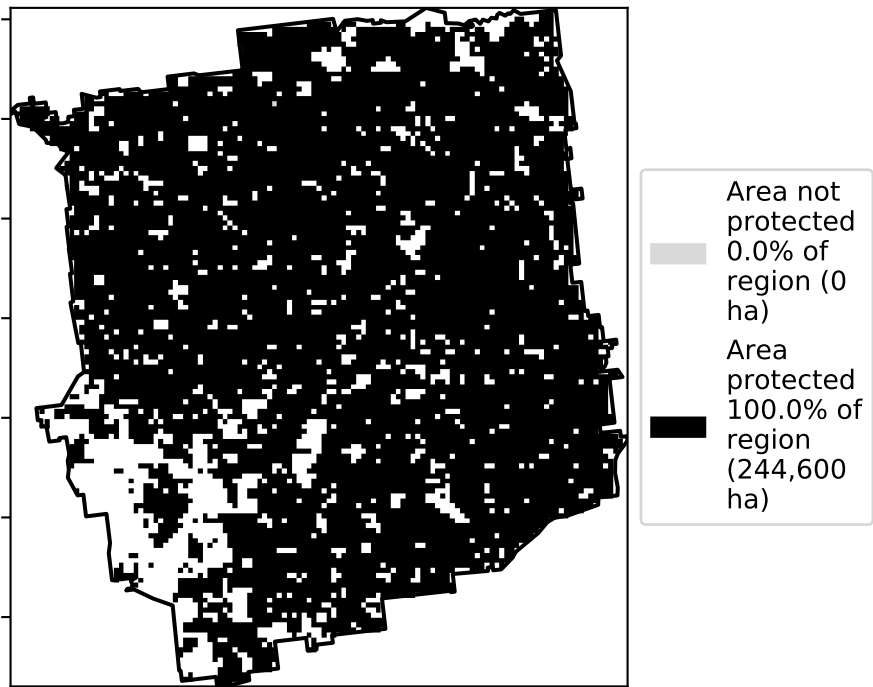 Area not
protected
0.0% of
region (0
ha)
Area
protected
100.0% of
region
(244,600
ha)